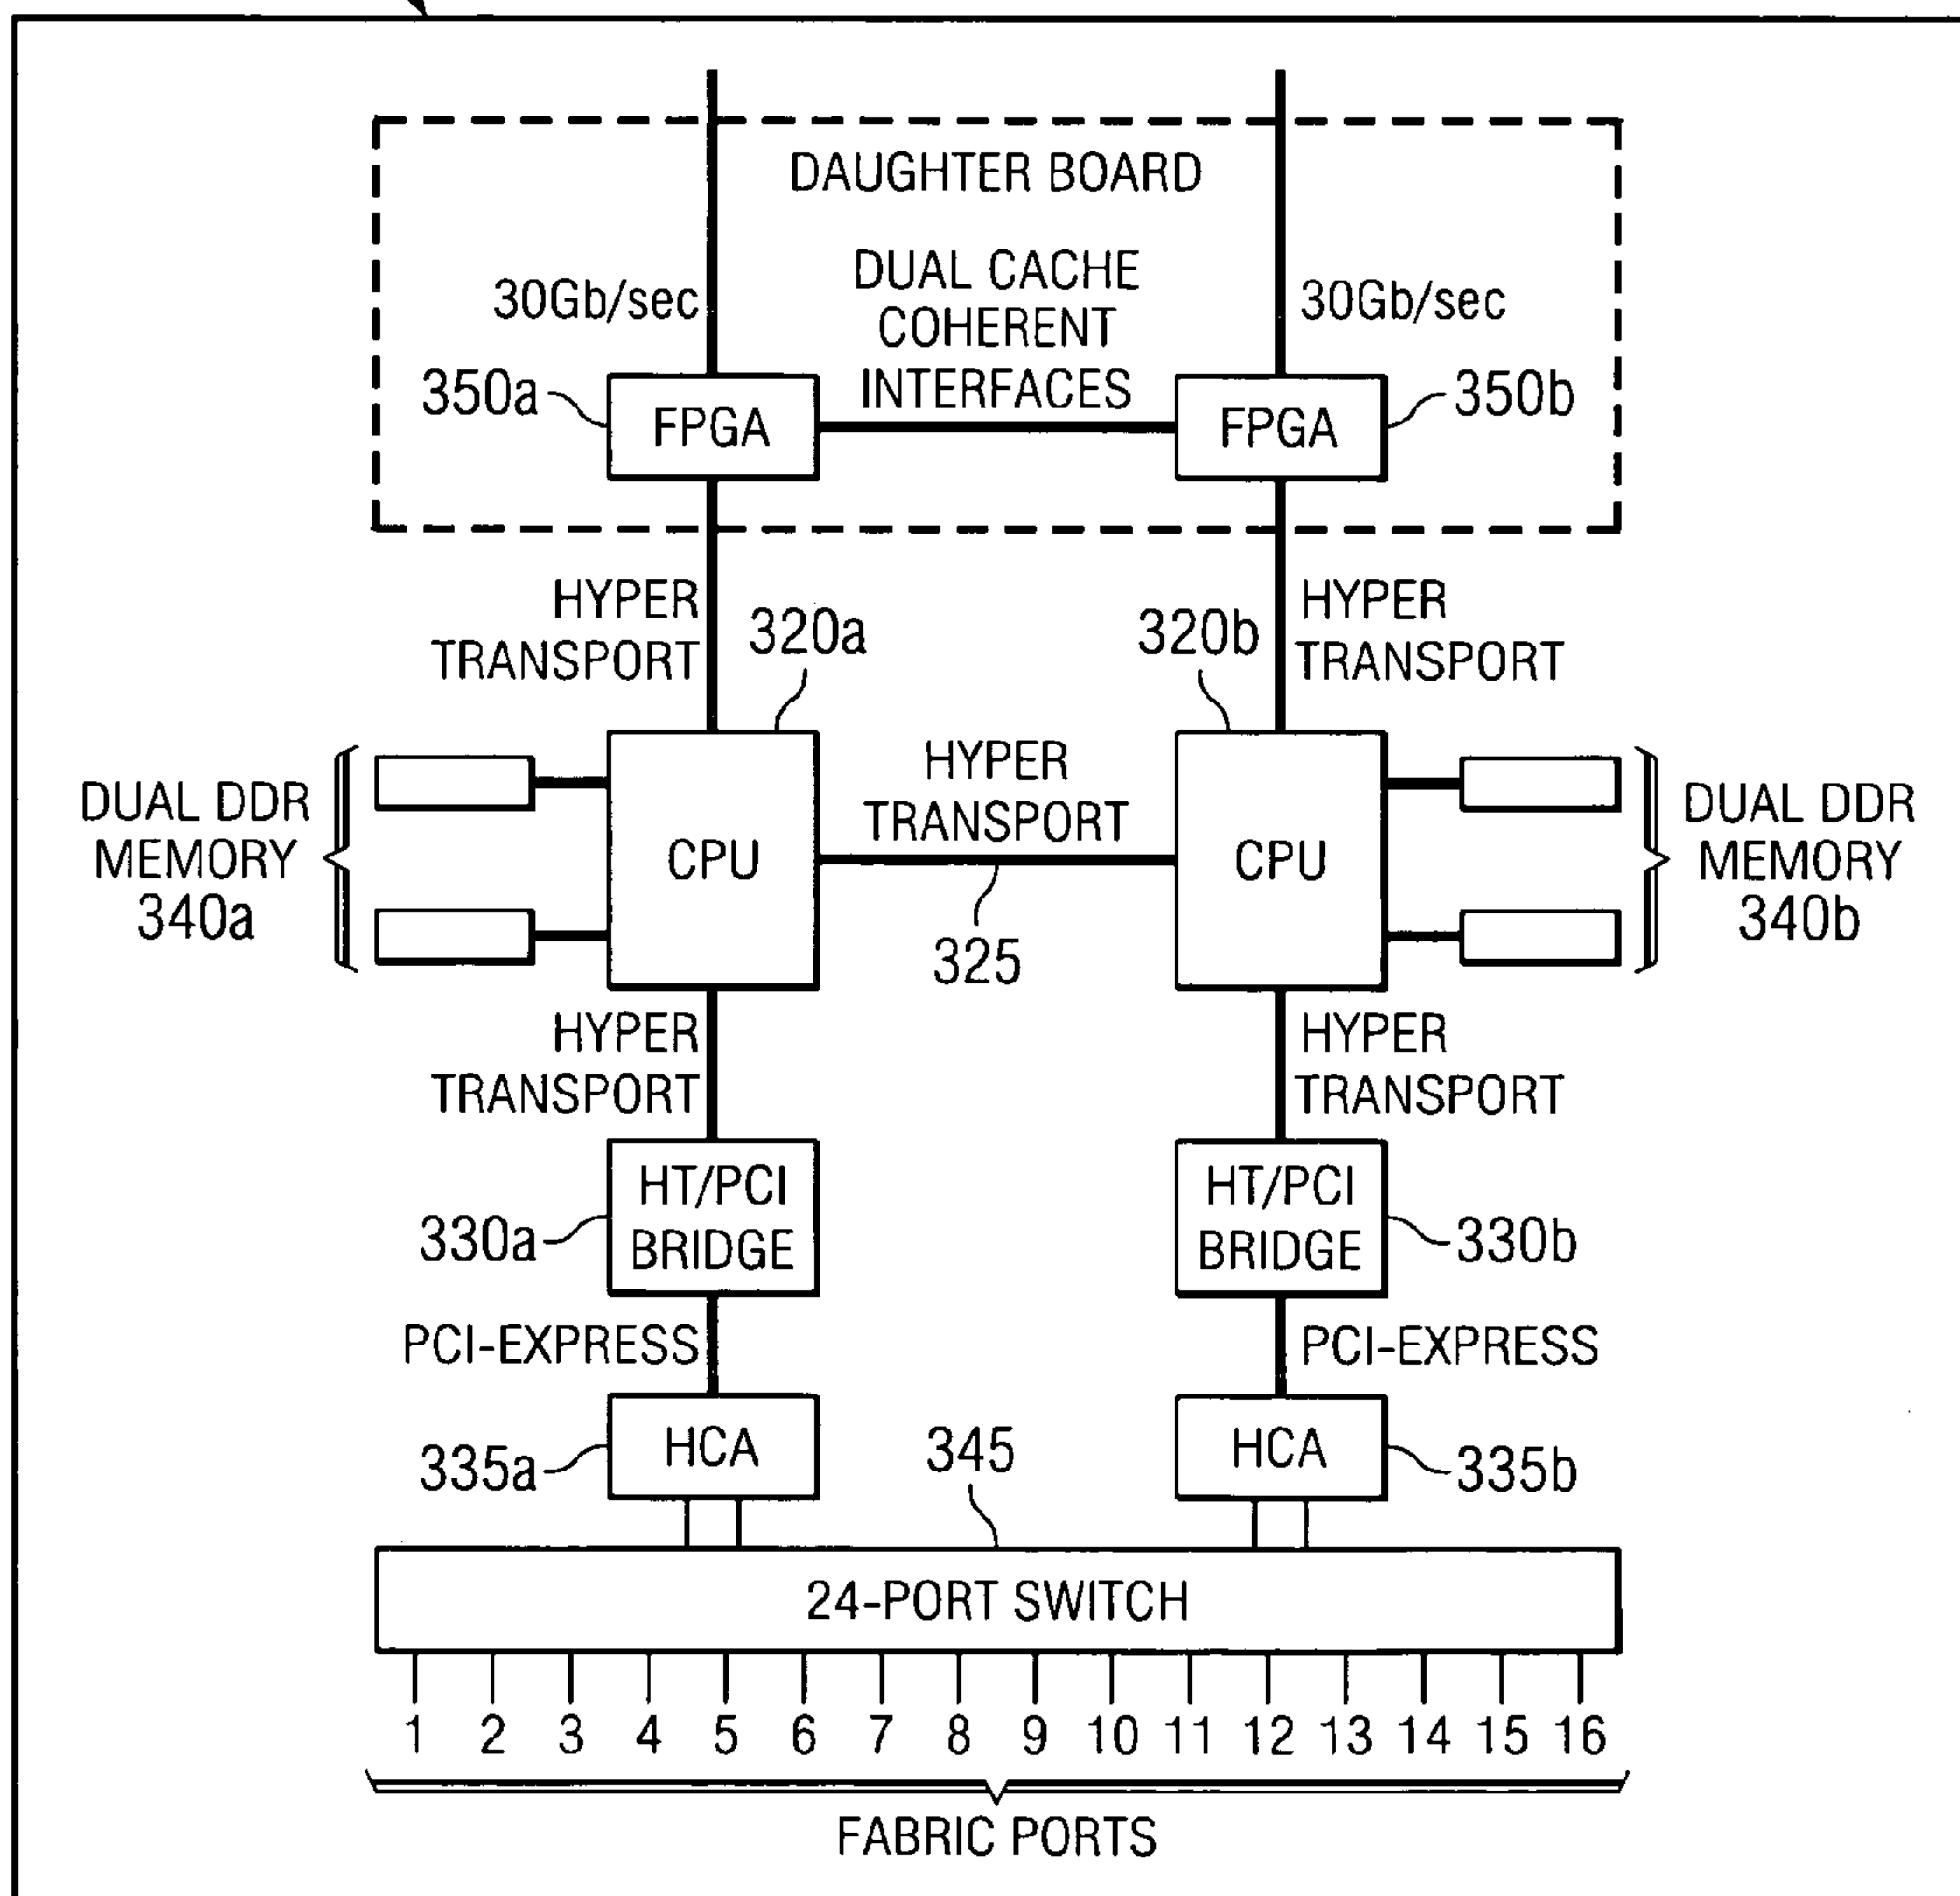 DAUGHTER BOARD
30Gb/sec
DUAL CACHE
COHERENT
INTERFACES
30Gb/sec
350a
FPGA
FPGA
350b
HYPER
TRANSPORT
320a
320b
HYPER
TRANSPORT
DUAL DDR
MEMORY
340a
CPU
HYPER
TRANSPORT
325
CPU
DUAL DDR
MEMORY
340b
HYPER
TRANSPORT
HYPER
TRANSPORT
330a
HT/PCI
BRIDGE
HT/PCI
BRIDGE
330b
PCI-EXPRESS
PCI-EXPRESS
335a
HCA
345
HCA
335b
24-PORT SWITCH
1 2 3 4 5 6 7 8 9 10 11 12 13 14 15 16
FABRIC PORTS